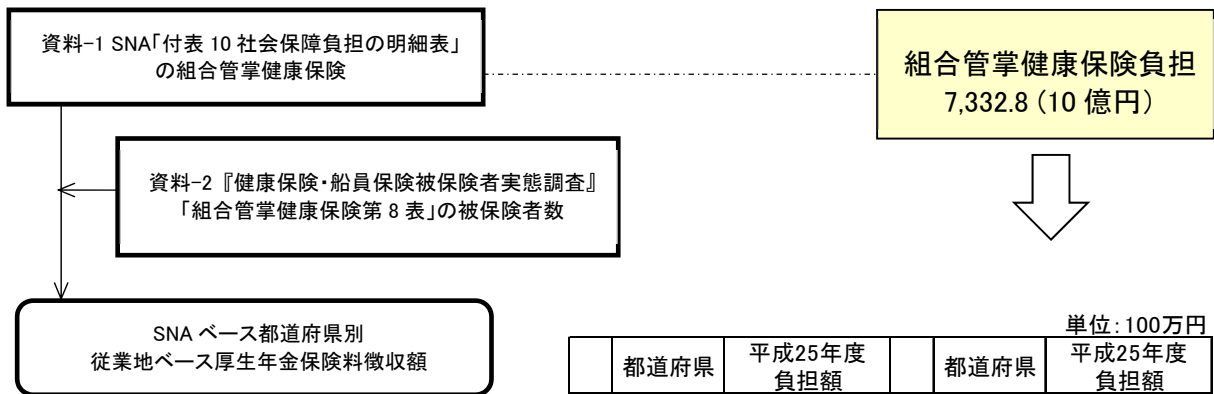 資料-1 SNA「付表 10 社会保障負担の明細表」
の組合管掌健康保険
組合管掌健康保険負担
7,332.8 (10 億円)
資料-2『健康保険・船員保険被保険者実態調査』
「組合管掌健康保険第 8 表」の被保険者数
SNA ベース都道府県別
従業地ベース厚生年金保険料徴収額
単位:100万円
都道府県 平成25年度 都道府県 平成25年度
負担額 負担額